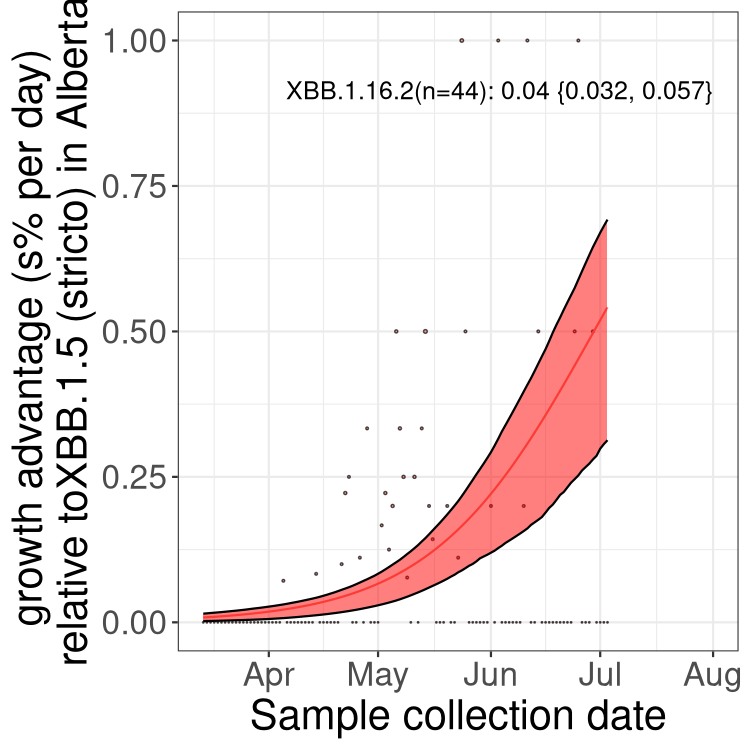 growth advantage (s% per day)
relative toXBB.1.5 (stricto) in Alberta
1.00
XBB.1.16.2(n=44): 0.04 {0.032, 0.057}
0.75
0.50
0.25
0.00
Apr May Jun Jul Aug
Sample collection date